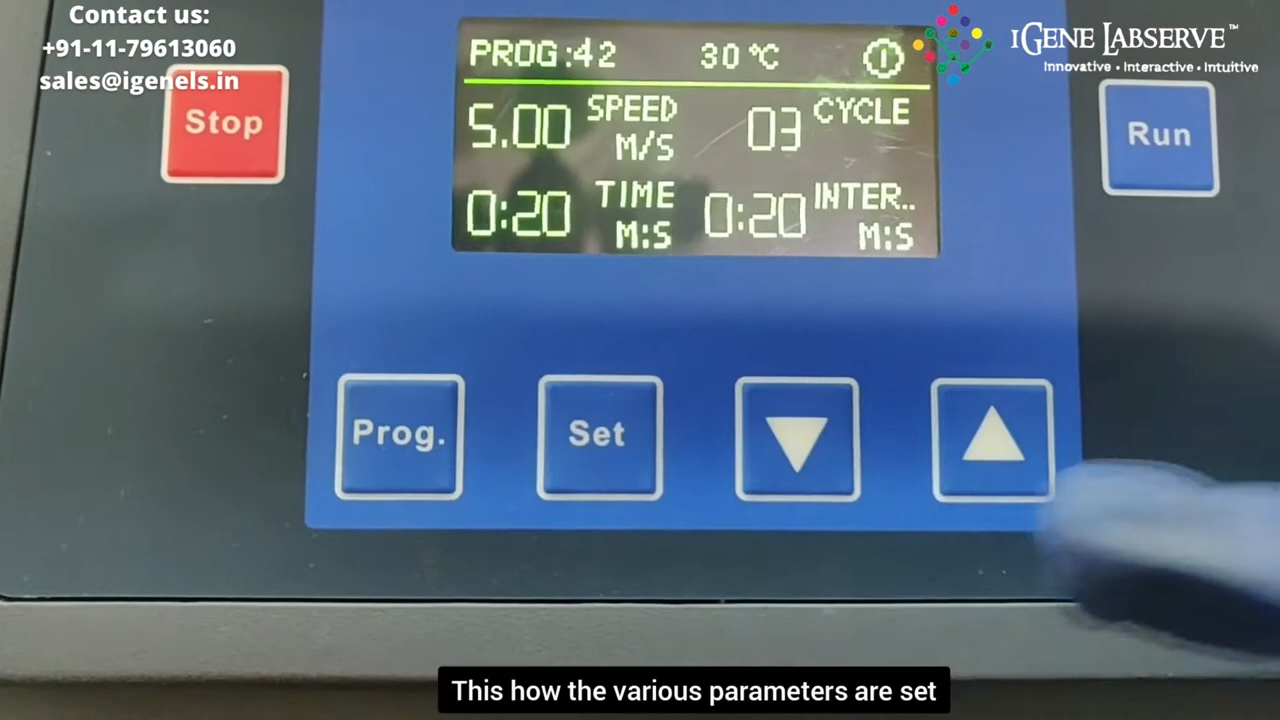 Contact us:
+91-11-79613060
sales@igenels.in
iGENE LABSERVE™
Innovative • Interactive • Intuitive
PROG:42 30 ℃
5.00 SPEED M/S 03 CYCLE
0:20 TIME M:S 0:20 INTER.. M:S
Stop
Run
Prog.
Set
This how the various parameters are set